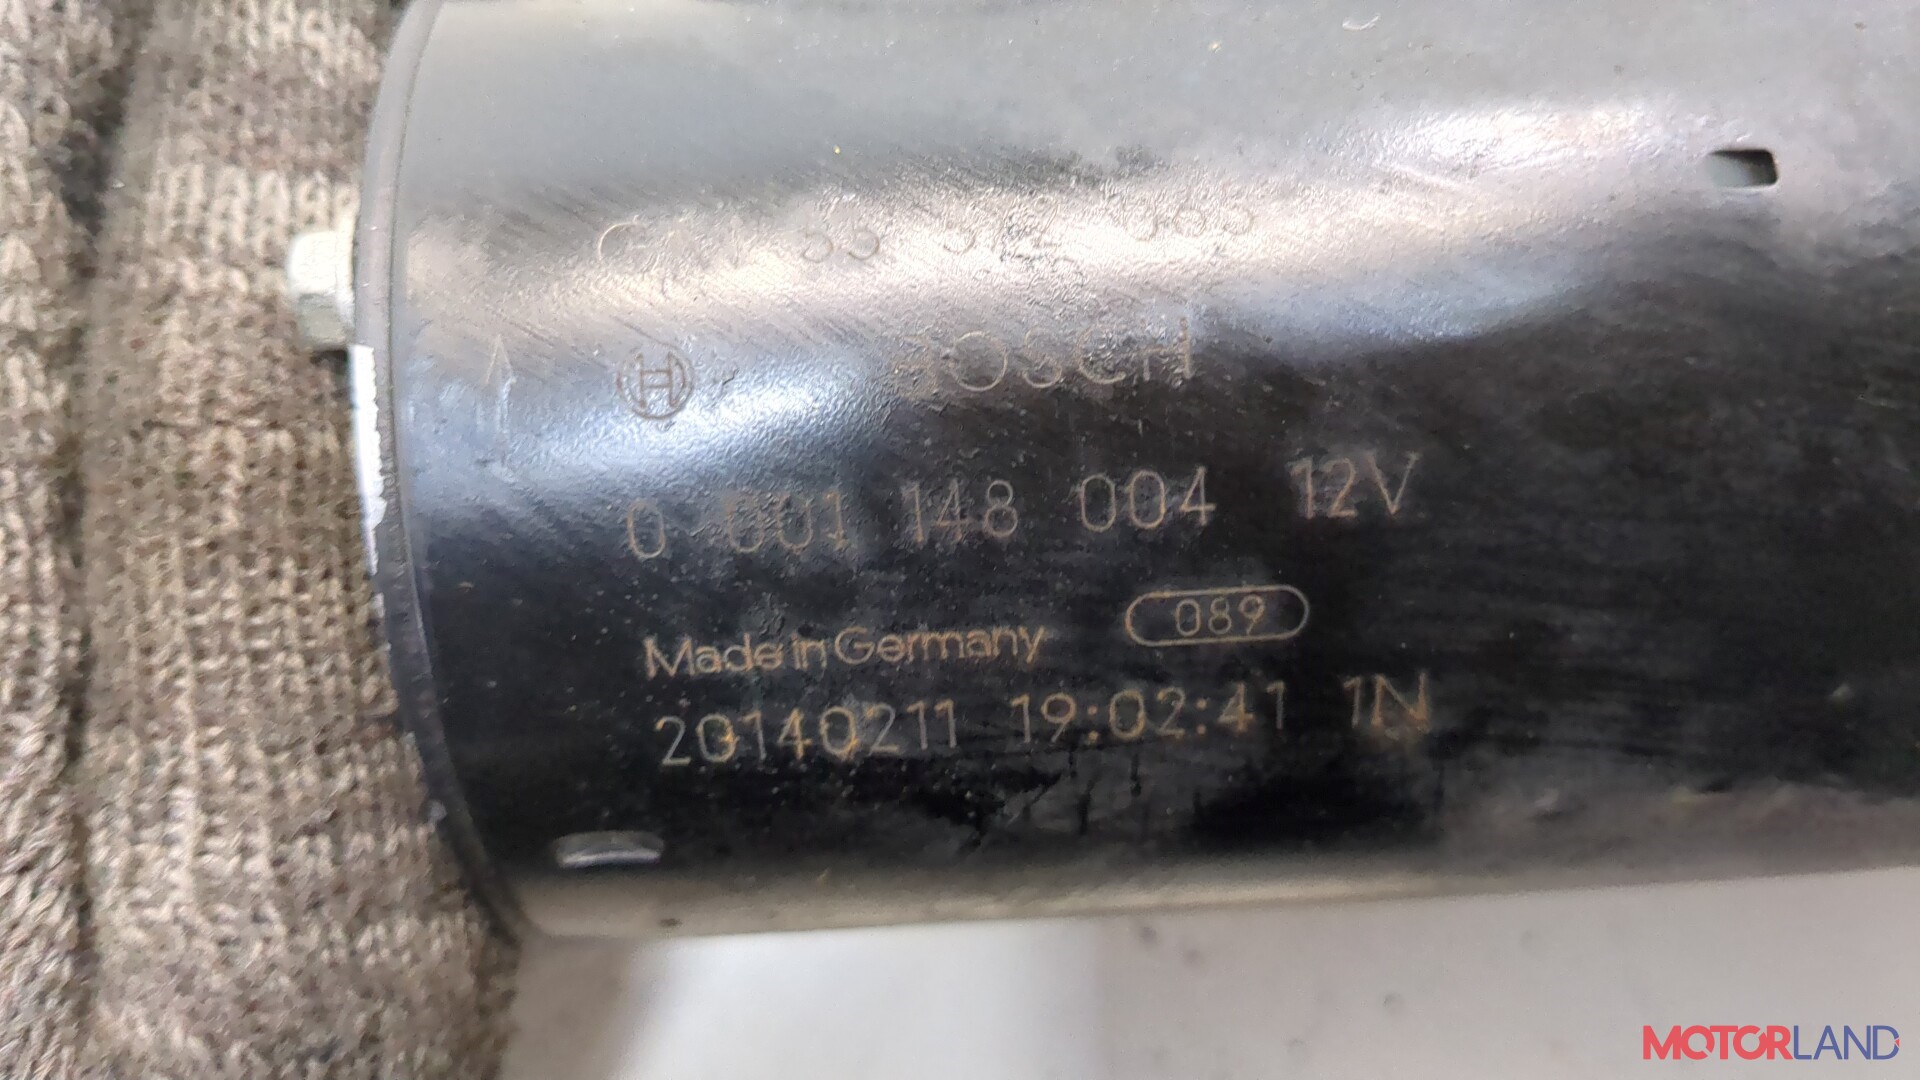 BOSCH
0 001 148 004 12V
089
Made in Germany
20140211 19:02:41 1N
MOTORLAND